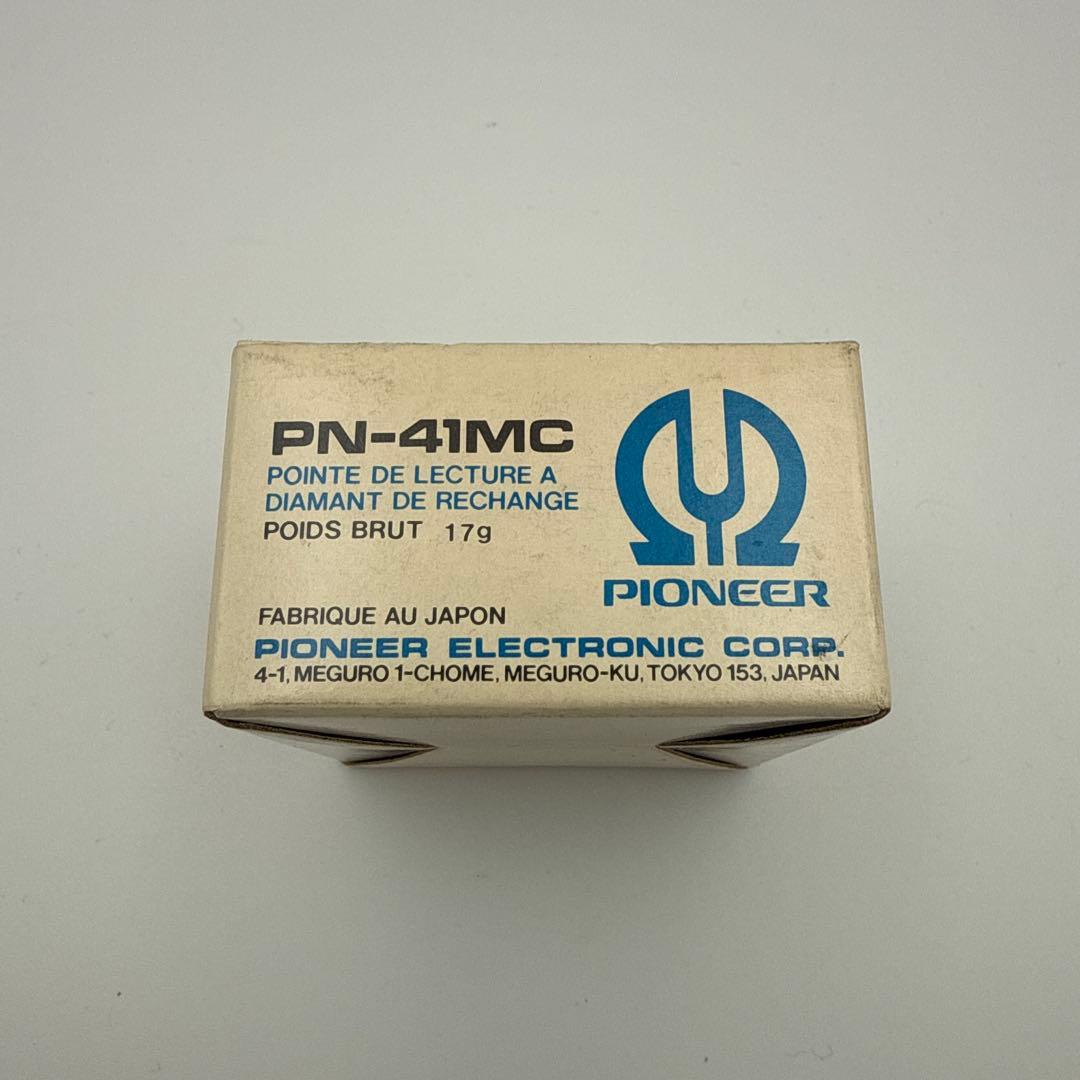 PN-41MC
POINTE DE LECTURE A
DIAMANT DE RECHANGE
POIDS BRUT 17g
PIONEER
FABRIQUE AU JAPON
PIONEER ELECTRONIC CORP.
4-1, MEGURO 1-CHOME, MEGURO-KU, TOKYO 153, JAPAN